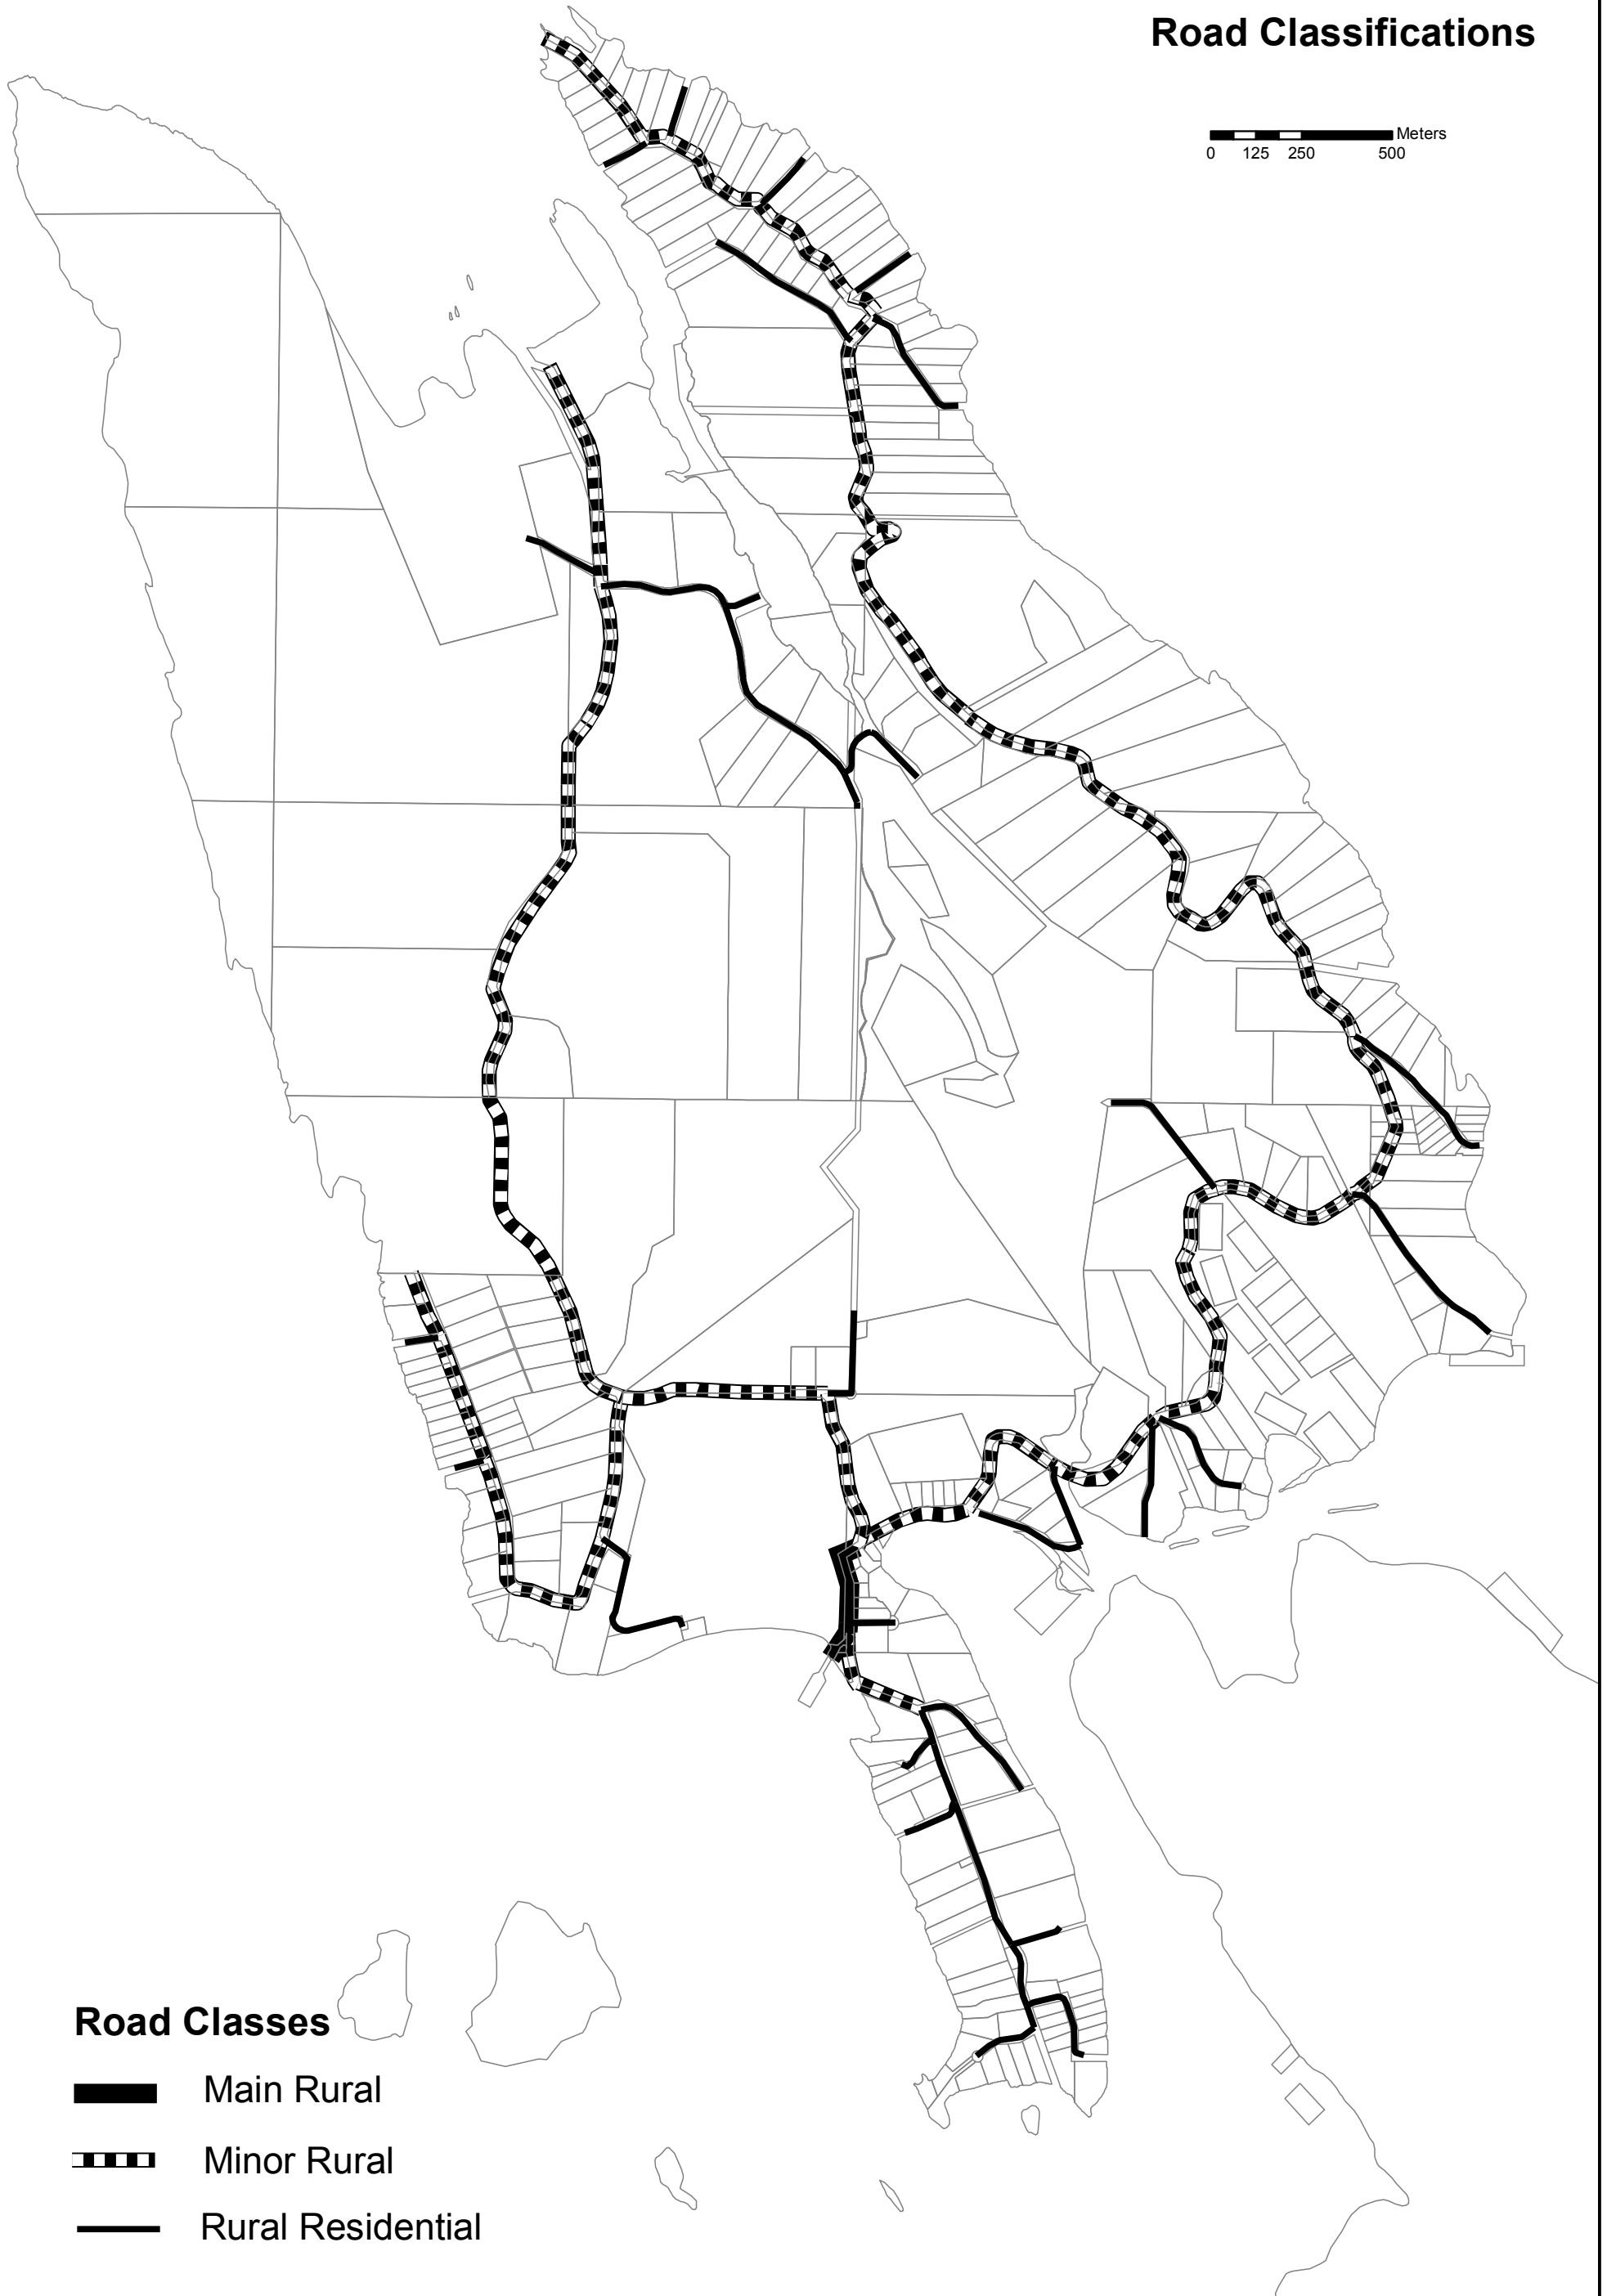 Road Classifications
Meters
0 125 250 500
Road Classes
Main Rural
Minor Rural
Rural Residential